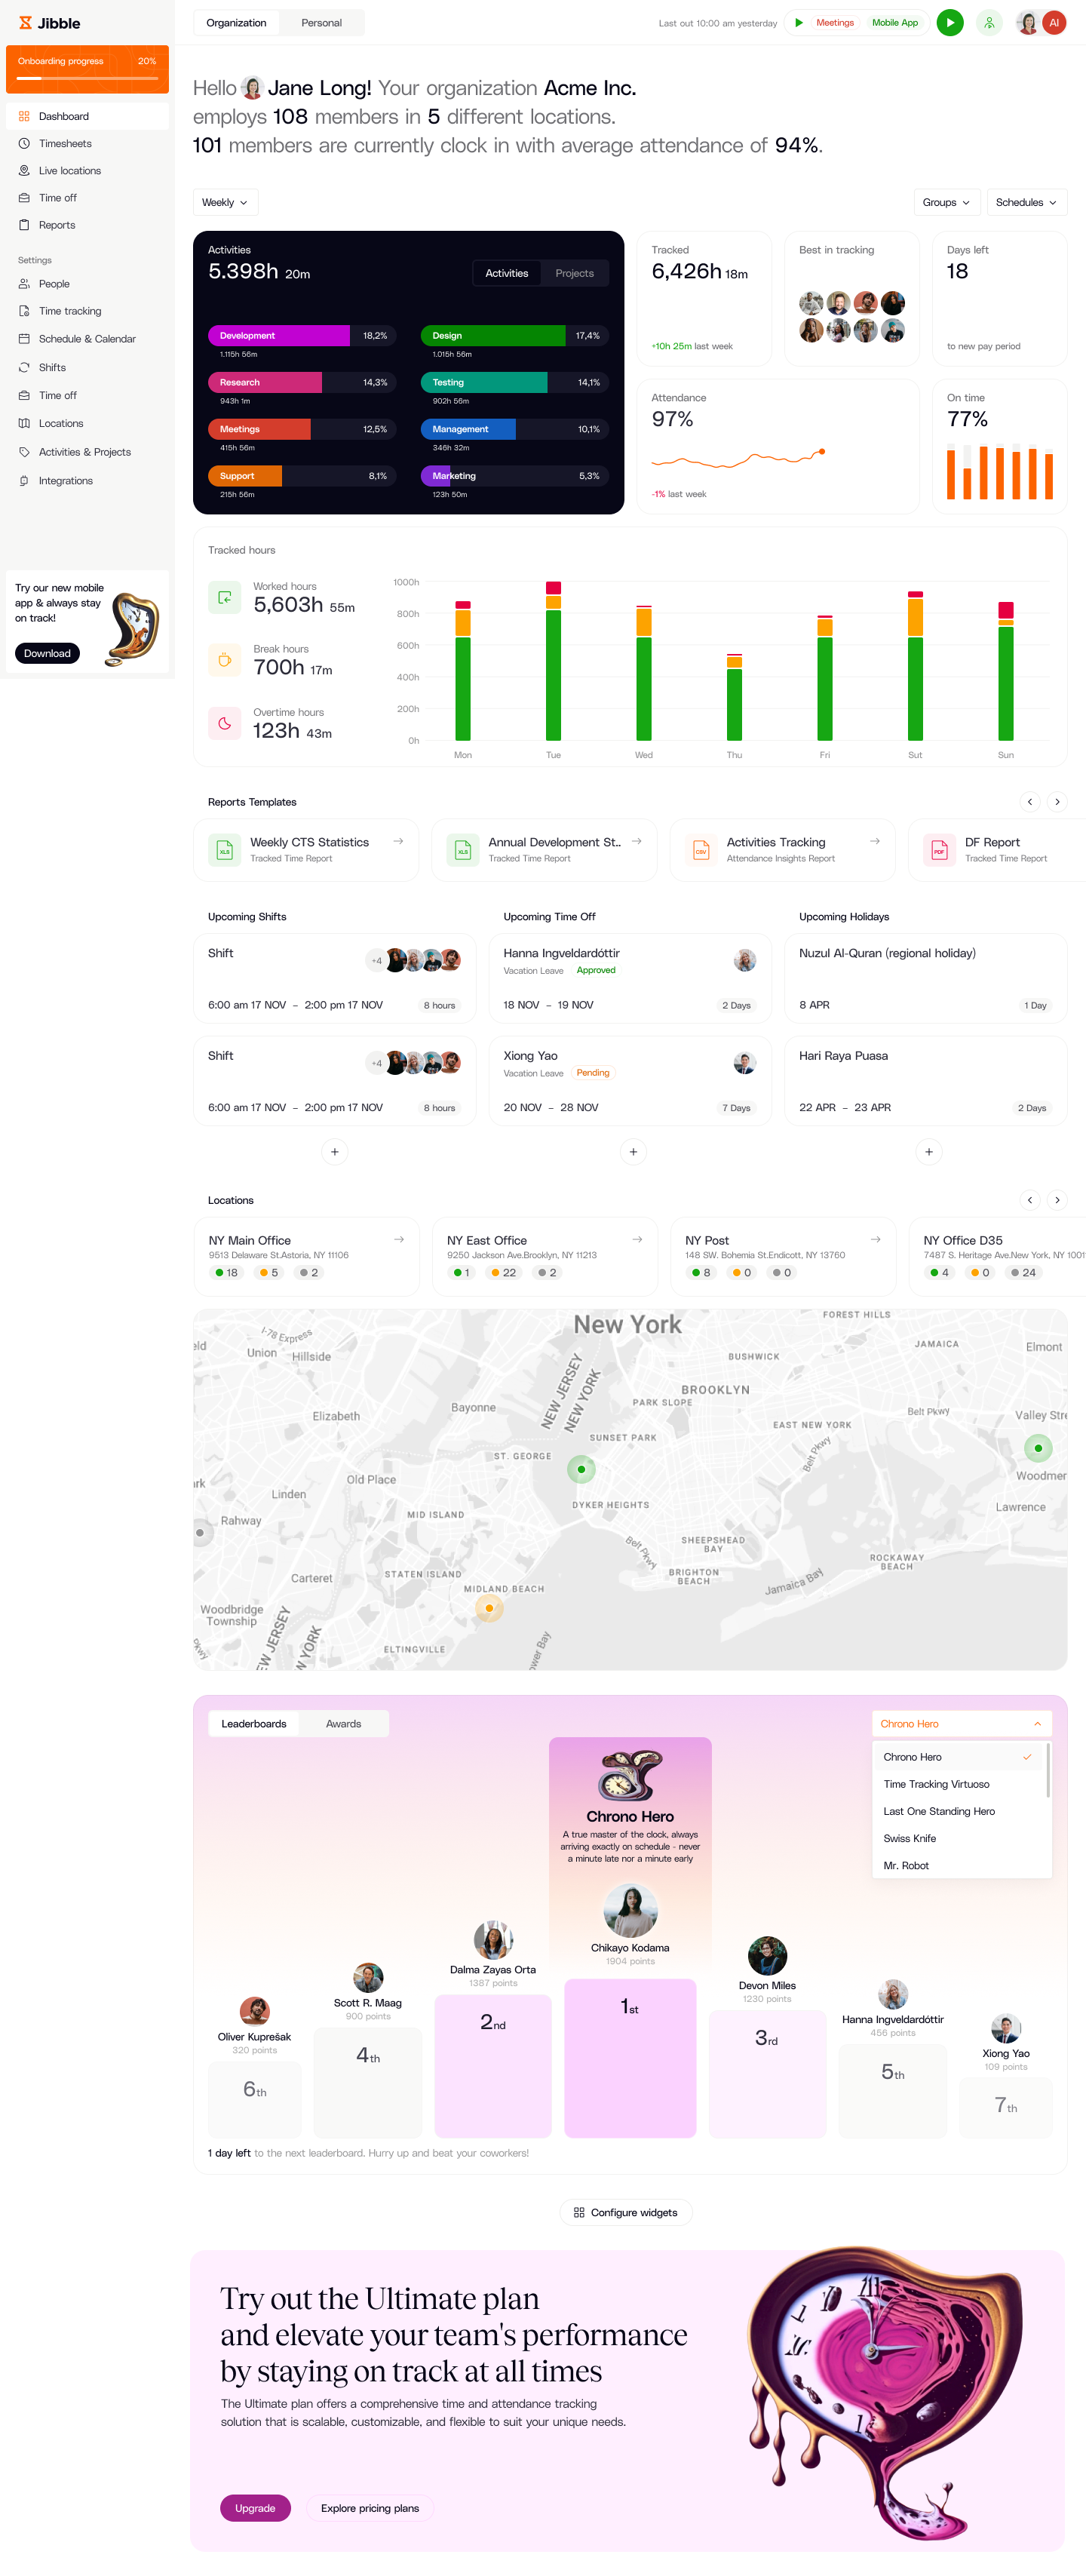 Jibble
Onboarding progress 20%
Dashboard
Timesheets
Live locations
Time off
Reports
Settings
People
Time tracking
Schedule & Calendar
Shifts
Time off
Locations
Activities & Projects
Integrations
Try our new mobile
app & always stay
on track!
Download
Organization Personal
Last out 10:00 am yesterday Meetings Mobile App AI
Hello Jane Long! Your organization Acme Inc.
employs 108 members in 5 different locations.
101 members are currently clock in with average attendance of 94%.
Weekly Groups Schedules
Activities
5.398h 20m
Activities Projects
Development 18,2%
1.115h 56m
Design 17,4%
1.015h 56m
Research 14,3%
943h 1m
Testing 14,1%
902h 56m
Meetings 12,5%
415h 56m
Management 10,1%
346h 32m
Support 8,1%
215h 56m
Marketing 5,3%
123h 50m
Tracked
6,426h 18m
+10h 25m last week
Best in tracking
Days left
18
to new pay period
Attendance
97%
-1% last week
On time
77%
Tracked hours
Worked hours
5,603h 55m
Break hours
700h 17m
Overtime hours
123h 43m
1000h
800h
600h
400h
200h
0h
Mon Tue Wed Thu Fri Sut Sun
Reports Templates
XLS Weekly CTS Statistics
Tracked Time Report
XLS Annual Development St..
Tracked Time Report
CSV Activities Tracking
Attendance Insights Report
PDF DF Report
Tracked Time Report
Upcoming Shifts
Shift +4
6:00 am 17 NOV – 2:00 pm 17 NOV 8 hours
Shift +4
6:00 am 17 NOV – 2:00 pm 17 NOV 8 hours
Upcoming Time Off
Hanna Ingveldardóttir
Vacation Leave Approved
18 NOV – 19 NOV 2 Days
Xiong Yao
Vacation Leave Pending
20 NOV – 28 NOV 7 Days
Upcoming Holidays
Nuzul Al-Quran (regional holiday)
8 APR 1 Day
Hari Raya Puasa
22 APR – 23 APR 2 Days
Locations
NY Main Office
9513 Delaware St.Astoria, NY 11106
18 5 2
NY East Office
9250 Jackson Ave.Brooklyn, NY 11213
1 22 2
NY Post
148 SW. Bohemia St.Endicott, NY 13760
8 0 0
NY Office D35
7487 S. Heritage Ave.New York, NY 1001
4 0 24
New York
FOREST HILLS
I-78 Express
eld
Union
Hillside
JAMAICA
Elmont
BUSHWICK
NEW JERSEY
NEW YORK
BROOKLYN
PARK SLOPE
Bayonne
Elizabeth
Belt Pkwy
Valley Stre
EAST NEW YORK
SUNSET PARK
ST. GEORGE
Belt Pkwy
Old Place
ark
Woodmer
Linden
DYKER HEIGHTS
Lawrence
MID ISLAND
Rahway
Belt Pkwy
SHEEPSHEAD
BAY
ROCKAWAY
BEACH
STATEN ISLAND
Carteret
BRIGHTON
BEACH
Jamaica Bay
MIDLAND BEACH
Woodbridge
Township
EW JERSEY
W YORK
ELTINGVILLE
ower Bay
Pkwy
Leaderboards Awards
Chrono Hero
Chrono Hero
Time Tracking Virtuoso
Last One Standing Hero
Swiss Knife
Mr. Robot
Chrono Hero
A true master of the clock, always
arriving exactly on schedule - never
a minute late nor a minute early
Chikayo Kodama
1904 points
1st
Dalma Zayas Orta
1387 points
2nd
Devon Miles
1230 points
3rd
Scott R. Maag
900 points
4th
Hanna Ingveldardóttir
456 points
5th
Oliver Kuprešak
320 points
6th
Xiong Yao
109 points
7th
1 day left to the next leaderboard. Hurry up and beat your coworkers!
Configure widgets
Try out the Ultimate plan
and elevate your team's performance
by staying on track at all times
The Ultimate plan offers a comprehensive time and attendance tracking
solution that is scalable, customizable, and flexible to suit your unique needs.
Upgrade Explore pricing plans